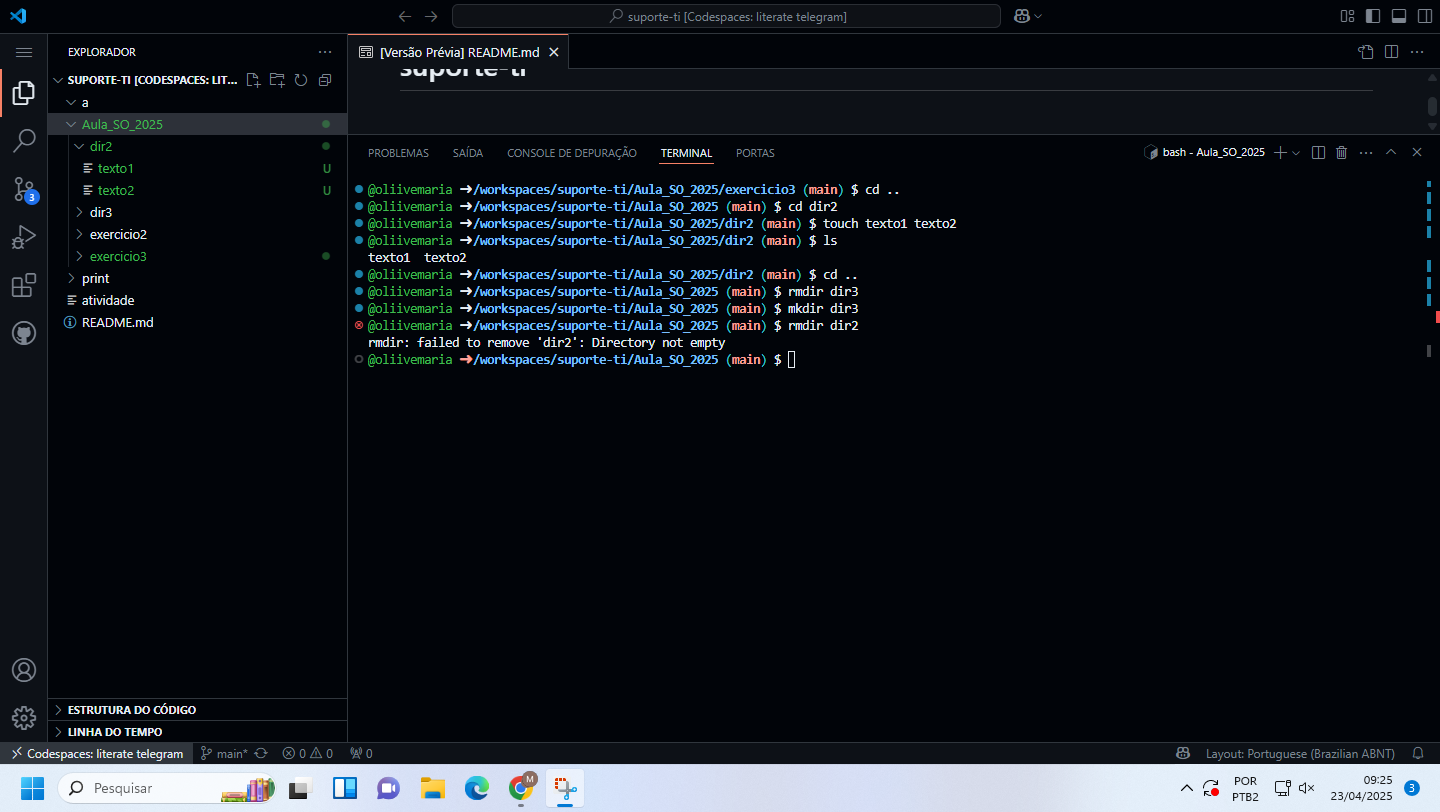 suporte-ti [Codespaces: literate telegram]
EXPLORADOR
SUPORTE-TI [CODESPACES: LIT...
a
Aula_SO_2025
dir2
texto1 U
texto2 U
dir3
exercicio2
exercicio3
print
atividade
README.md
3
ESTRUTURA DO CÓDIGO
LINHA DO TEMPO
[Versão Prévia] README.md
suporte-ti
PROBLEMAS SAÍDA CONSOLE DE DEPURAÇÃO TERMINAL PORTAS bash - Aula_SO_2025
@oliivemaria ➜/workspaces/suporte-ti/Aula_SO_2025/exercicio3 (main) $ cd ..
@oliivemaria ➜/workspaces/suporte-ti/Aula_SO_2025 (main) $ cd dir2
@oliivemaria ➜/workspaces/suporte-ti/Aula_SO_2025/dir2 (main) $ touch texto1 texto2
@oliivemaria ➜/workspaces/suporte-ti/Aula_SO_2025/dir2 (main) $ ls
texto1  texto2
@oliivemaria ➜/workspaces/suporte-ti/Aula_SO_2025/dir2 (main) $ cd ..
@oliivemaria ➜/workspaces/suporte-ti/Aula_SO_2025 (main) $ rmdir dir3
@oliivemaria ➜/workspaces/suporte-ti/Aula_SO_2025 (main) $ mkdir dir3
@oliivemaria ➜/workspaces/suporte-ti/Aula_SO_2025 (main) $ rmdir dir2
rmdir: failed to remove 'dir2': Directory not empty
@oliivemaria ➜/workspaces/suporte-ti/Aula_SO_2025 (main) $
Codespaces: literate telegram main* 0 0 0 Layout: Portuguese (Brazilian ABNT)
Pesquisar
M
POR
PTB2
09:25
23/04/2025
3